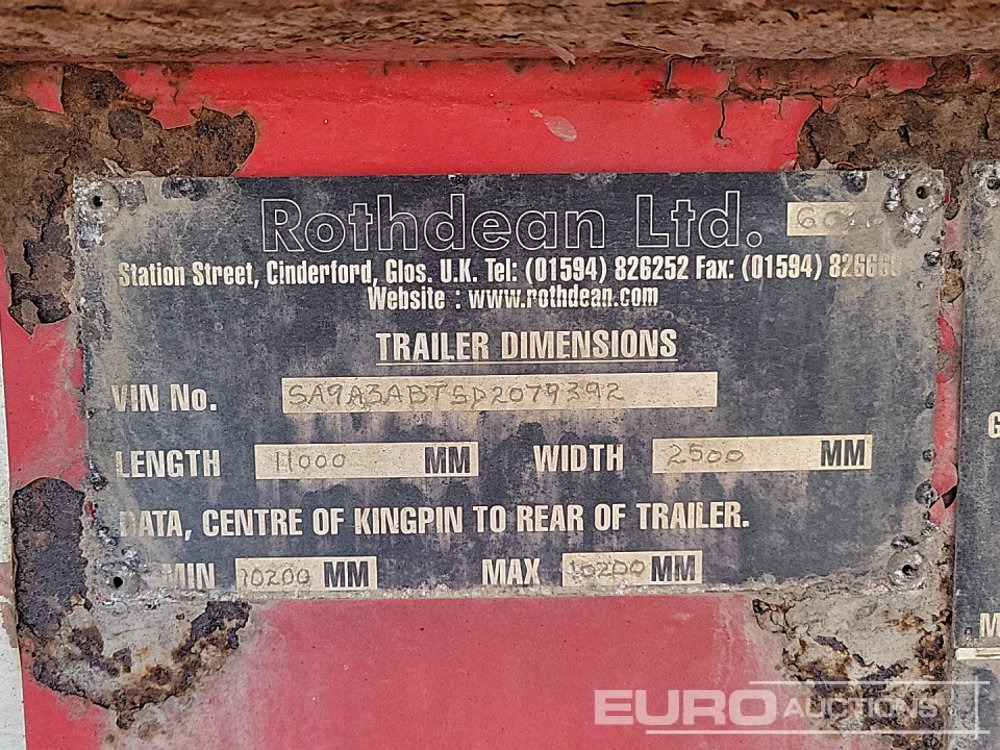 Rothdean Ltd.
Station Street, Cinderford, Glos. U.K. Tel: (01594) 826252 Fax: (01594)
Website : www.rothdean.com
TRAILER DIMENSIONS
VIN No. SA9A3ABTSD2079392
LENGTH 11000 MM WIDTH 2500 MM
DATA, CENTRE OF KINGPIN TO REAR OF TRAILER.
MIN 10200 MM MAX 10200 MM
G
M
EURO AUCTIONS